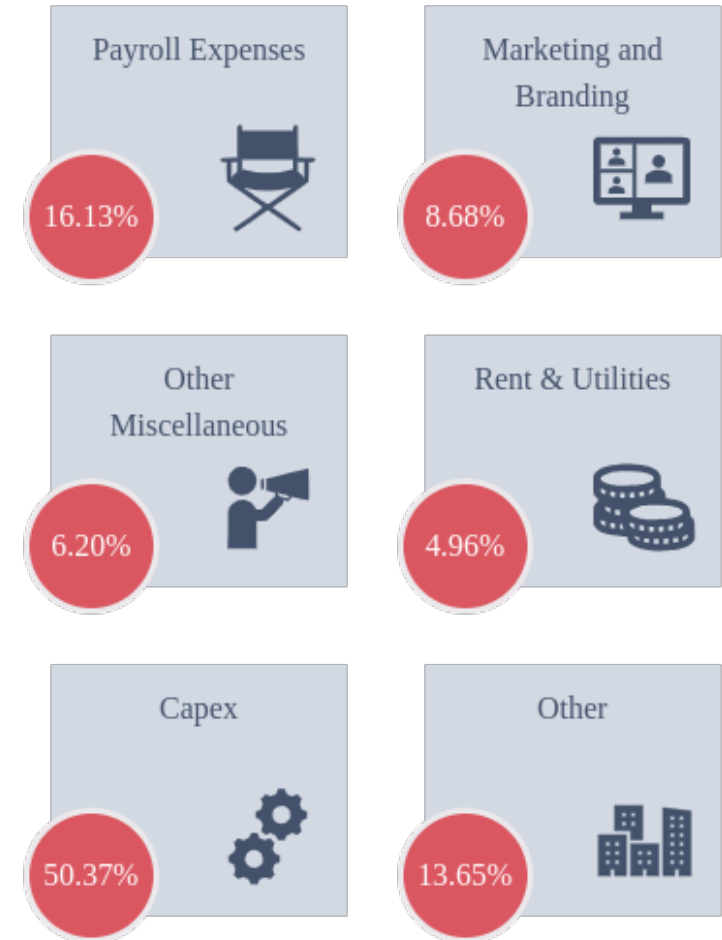 Payroll Expenses
16.13%
Marketing and
Branding
8.68%
Other
Miscellaneous
6.20%
Rent & Utilities
4.96%
Capex
50.37%
Other
13.65%